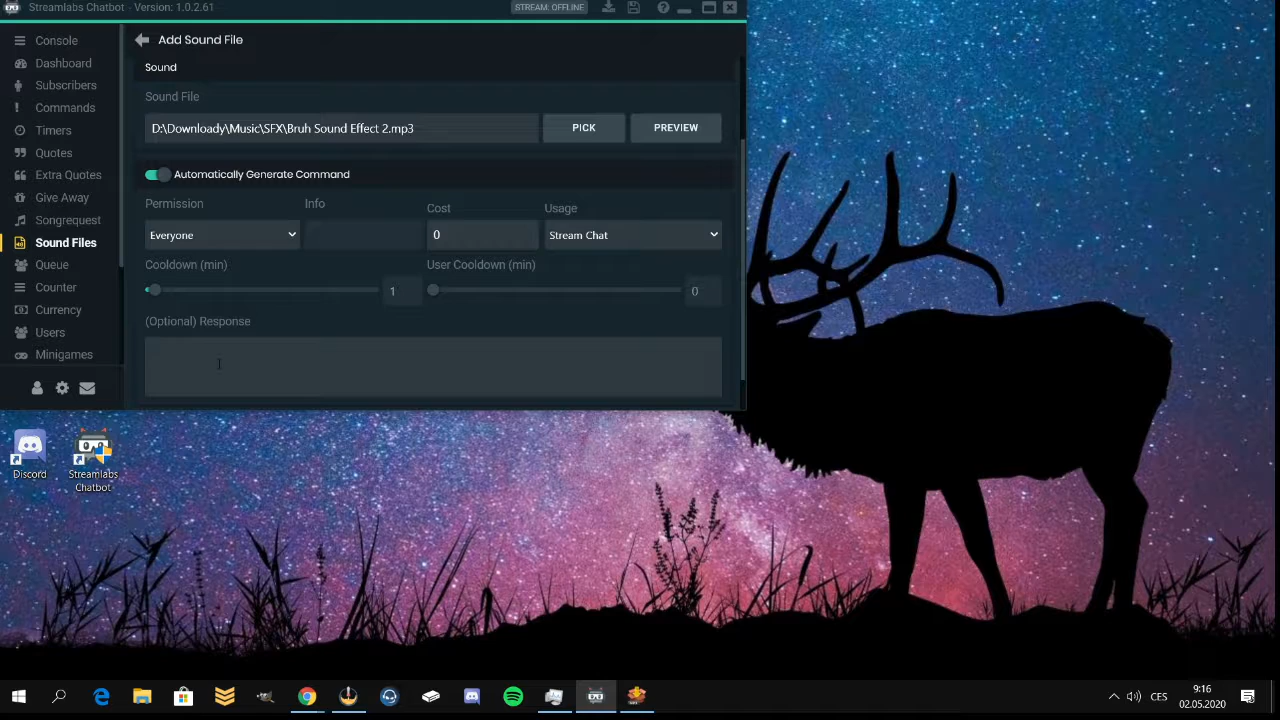 Streamlabs Chatbot - Version: 1.0.2.61
STREAM: OFFLINE
Console
Dashboard
Subscribers
Commands
Timers
Quotes
Extra Quotes
Give Away
Songrequest
Sound Files
Queue
Counter
Currency
Users
Minigames
Add Sound File
Sound
Sound File
D:\Downloady\Music\SFX\Bruh Sound Effect 2.mp3
PICK
PREVIEW
Automatically Generate Command
Permission
Info
Cost
Usage
Everyone
0
Stream Chat
Cooldown (min)
User Cooldown (min)
1
0
(Optional) Response
Discord
Streamlabs
Chatbot
CES
9:16
02.05.2020